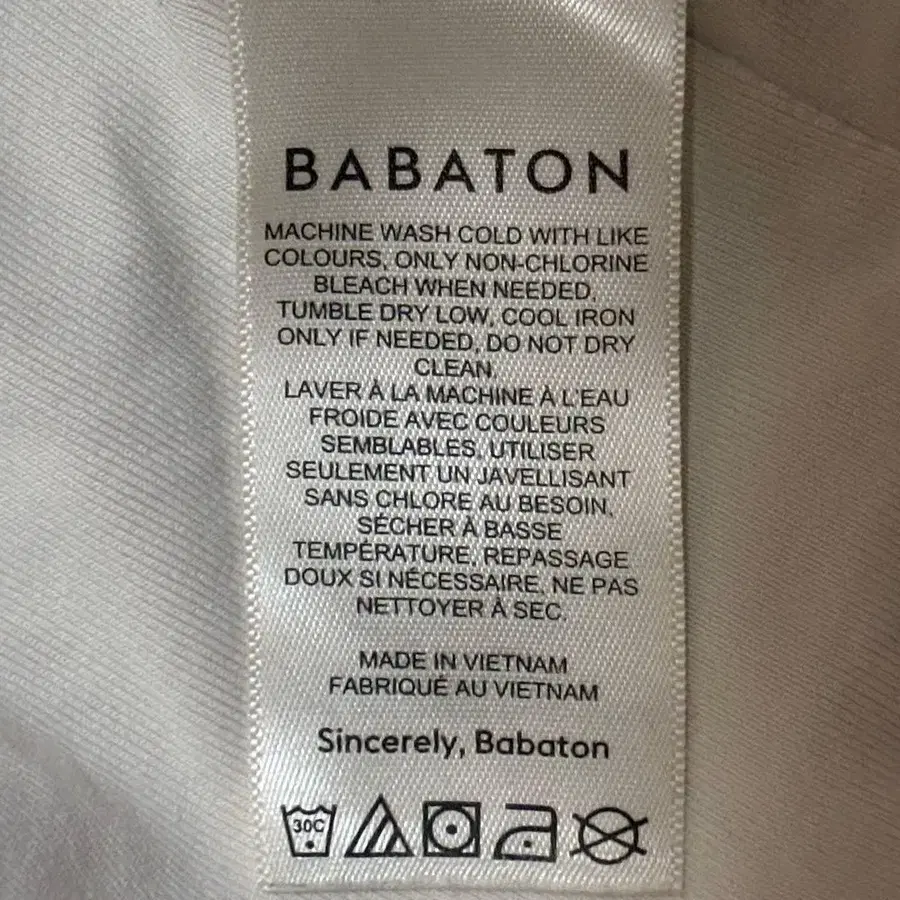 BABATON
MACHINE WASH COLD WITH LIKE
COLOURS, ONLY NON-CHLORINE
BLEACH WHEN NEEDED,
TUMBLE DRY LOW, COOL IRON
ONLY IF NEEDED, DO NOT DRY
CLEAN.
LAVER À LA MACHINE À L'EAU
FROIDE AVEC COULEURS
SEMBLABLES, UTILISER
SEULEMENT UN JAVELLISANT
SANS CHLORE AU BESOIN,
SÉCHER À BASSE
TEMPÉRATURE, REPASSAGE
DOUX SI NÉCESSAIRE, NE PAS
NETTOYER À SEC.
MADE IN VIETNAM
FABRIQUÉ AU VIETNAM
Sincerely, Babaton
30C